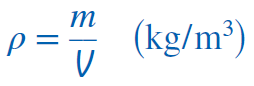 ρ = m/V (kg/m³)